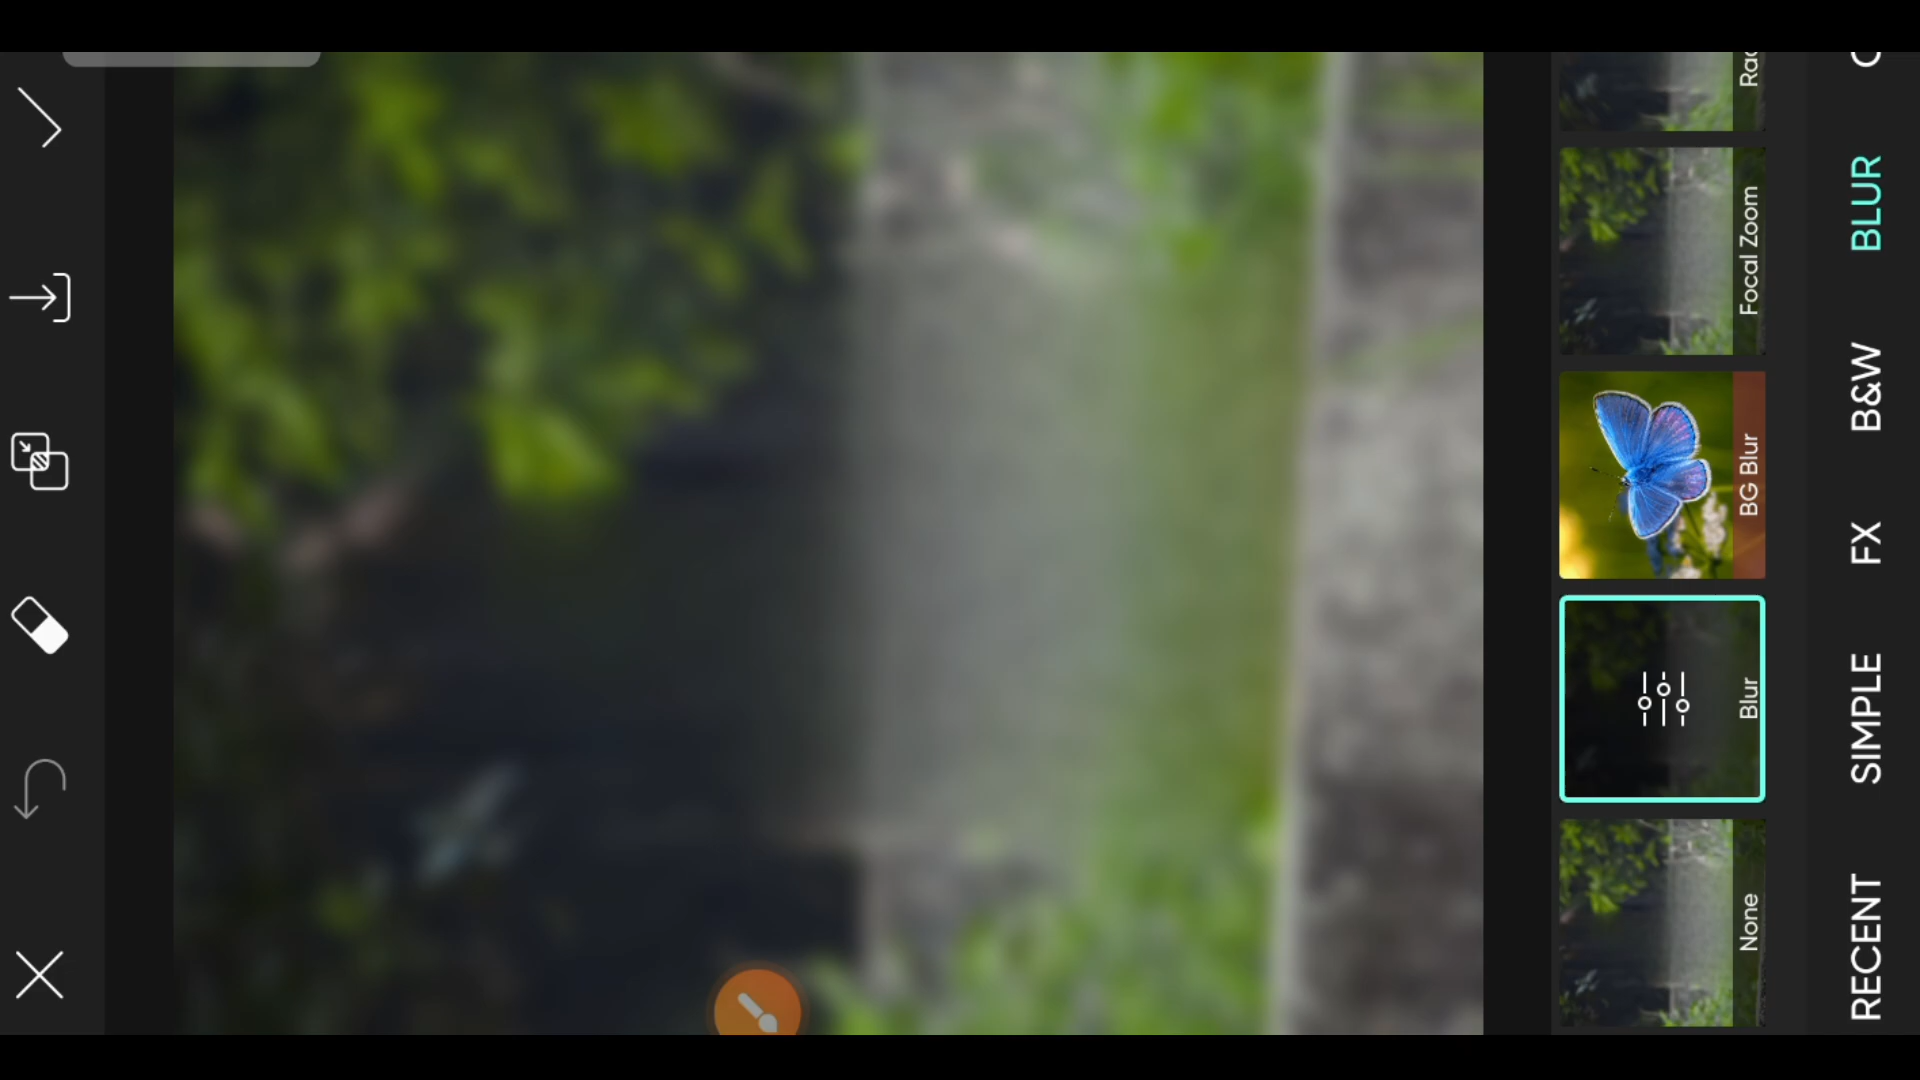 None
Blur
BG Blur
Focal Zoom
RECENT
SIMPLE
FX
B&W
BLUR